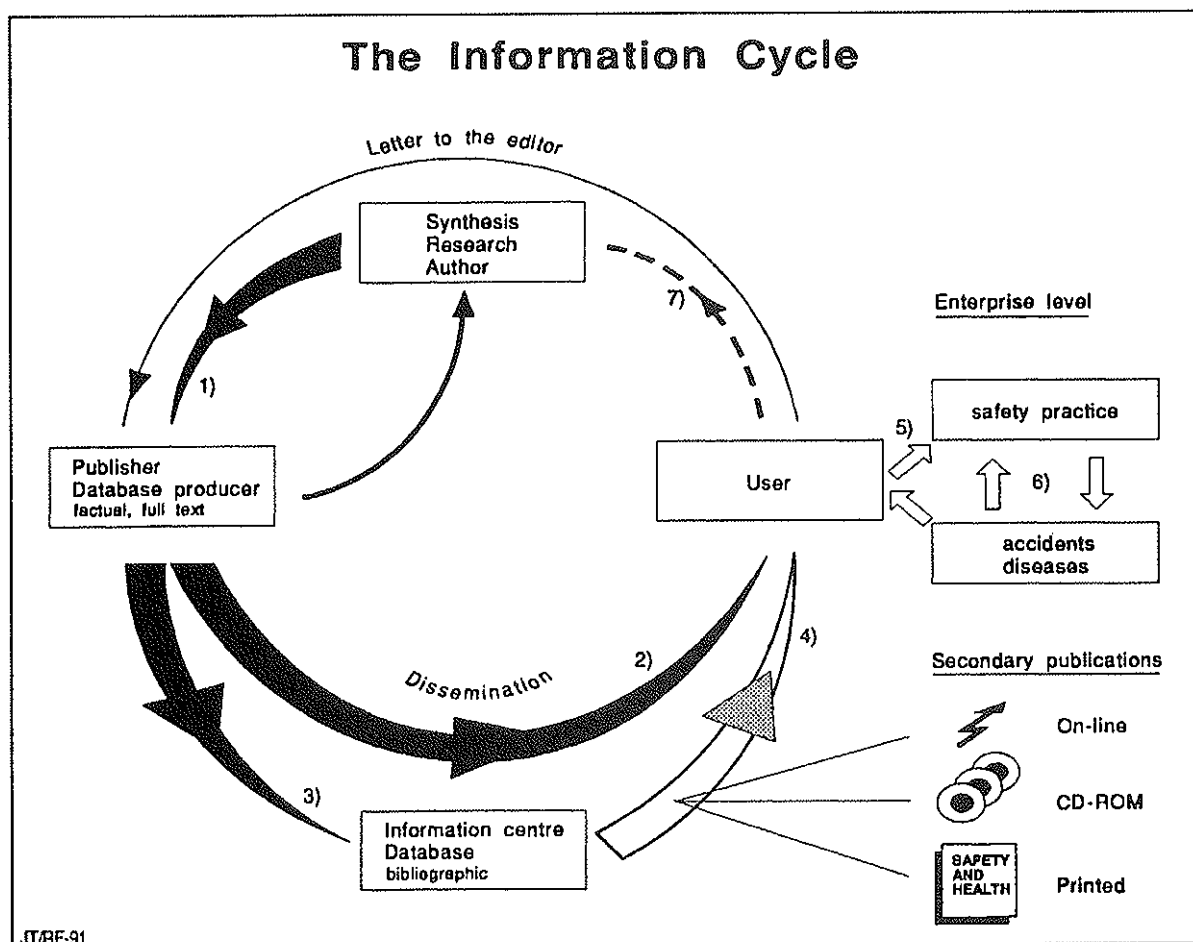 The Information Cycle
Letter to the editor
Synthesis
Research
Author
7)
Enterprise level
1)
safety practice
5)
Publisher
Database producer
factual, full text
User
6)
accidents
diseases
4)
2)
Dissemination
Secondary publications
On-line
3)
CD-ROM
Information centre
Database
bibliographic
SAFETY
AND
HEALTH
Printed